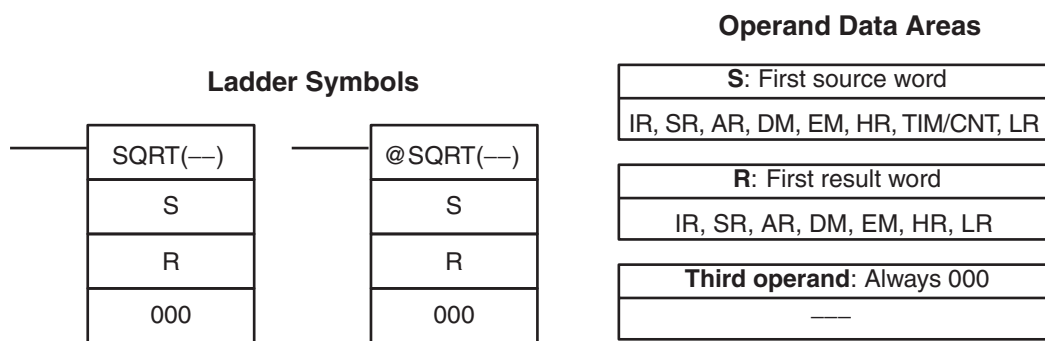 Ladder Symbols
SQRT(––)
S
R
000
@SQRT(––)
S
R
000
Operand Data Areas
S: First source word
IR, SR, AR, DM, EM, HR, TIM/CNT, LR
R: First result word
IR, SR, AR, DM, EM, HR, LR
Third operand: Always 000
–––